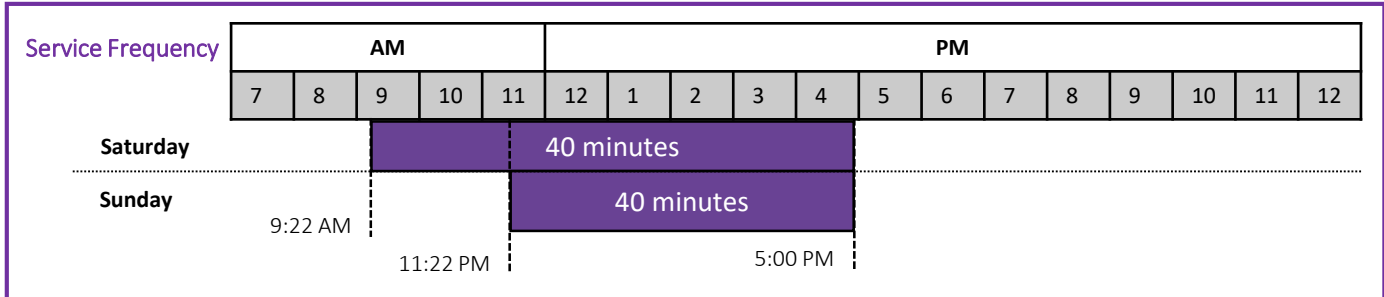 Service Frequency AM PM
7 8 9 10 11 12 1 2 3 4 5 6 7 8 9 10 11 12
Saturday 40 minutes
Sunday 40 minutes
9:22 AM
11:22 PM 5:00 PM